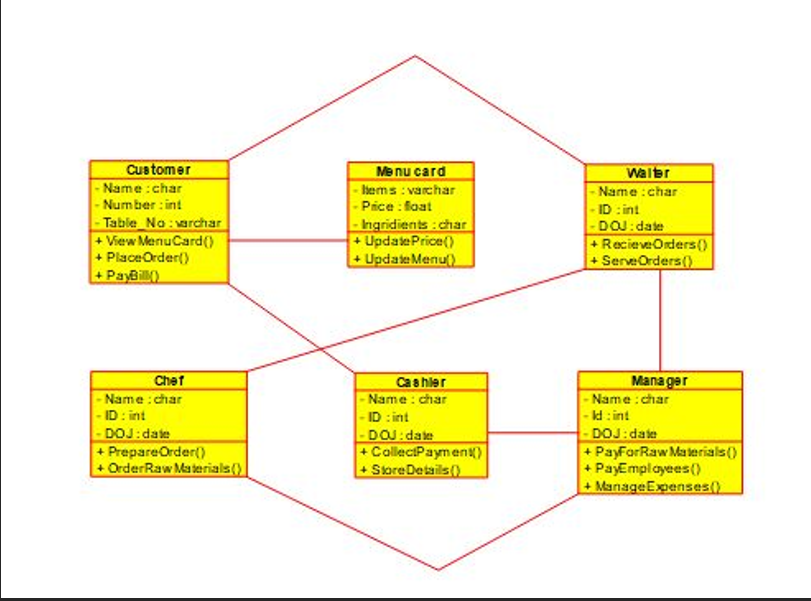 Customer
- Name : char
- Number : int
- Table_No : varchar
+ ViewMenuCard()
+ PlaceOrder()
+ PayBill()
Menu card
- Items : varchar
- Price : float
- Ingridients : char
+ UpdatePrice()
+ UpdateMenu()
Waiter
- Name : char
- ID : int
- DOJ : date
+ RecieveOrders()
+ ServeOrders()
Chef
- Name : char
- ID : int
- DOJ : date
+ PrepareOrder()
+ OrderRawMaterials()
Cashier
- Name : char
- ID : int
- DOJ : date
+ CollectPayment()
+ StoreDetails()
Manager
- Name : char
- Id : int
- DOJ : date
+ PayForRawMaterials()
+ PayEmployees()
+ ManageExpenses()